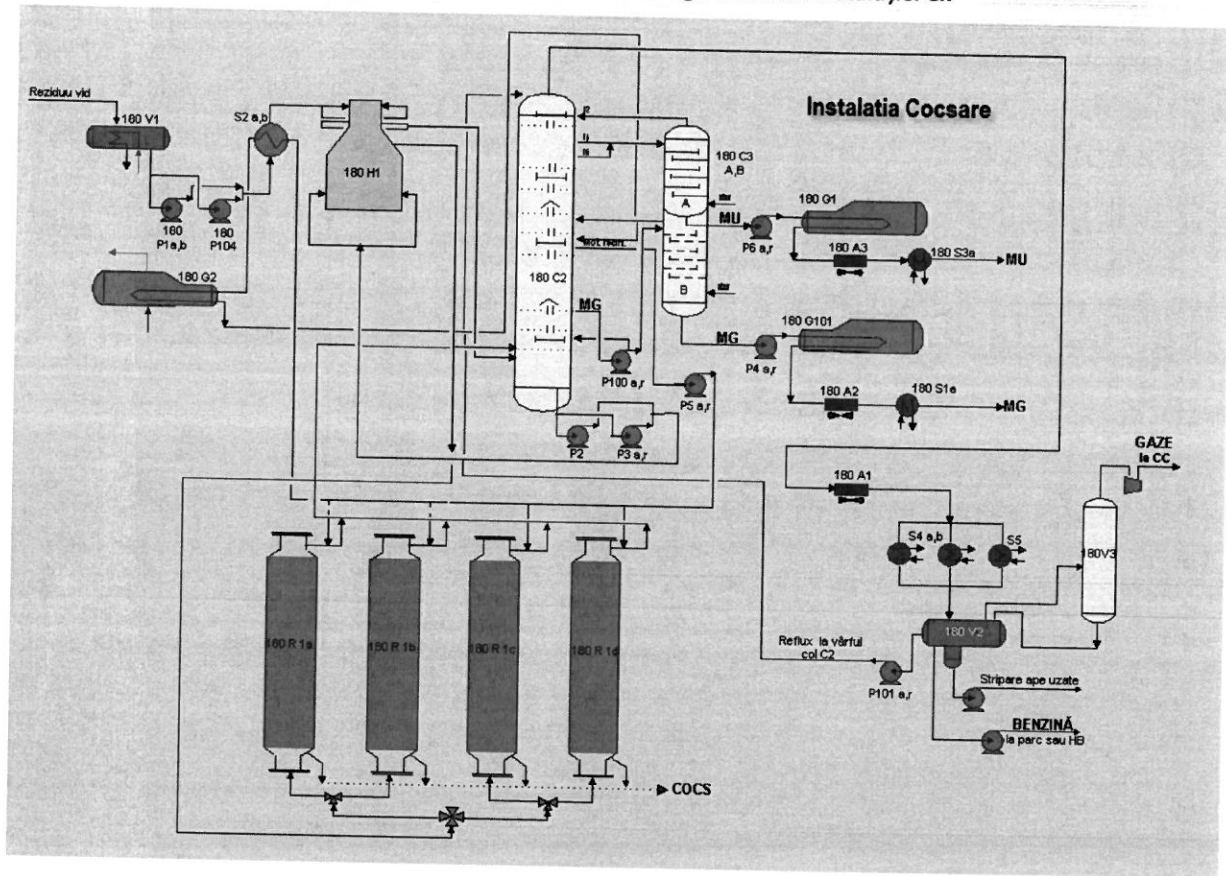 Instalatia Cocsare
Reziduu vid
180 V1
S2 a,b
180 H1
180
P1a,b
180
P104
180 G2
180 C2
180 C3
A,B
A
MU
B
MG
MG
P100 a,r
P5 a,r
P2
P3 a,r
P6 a,r
180 G1
180 A3
180 S3a
MU
P4 a,r
180 G101
180 A2
180 S1a
MG
GAZE
la CC
180 A1
S4 a,b
S5
180V3
180 V2
Reflux la vârful
col C2
P101 a,r
Stripare ape uzate
BENZINĂ
la parc sau HB
180 R 1a
180 R 1b
180 R 1c
180 R 1d
COCS